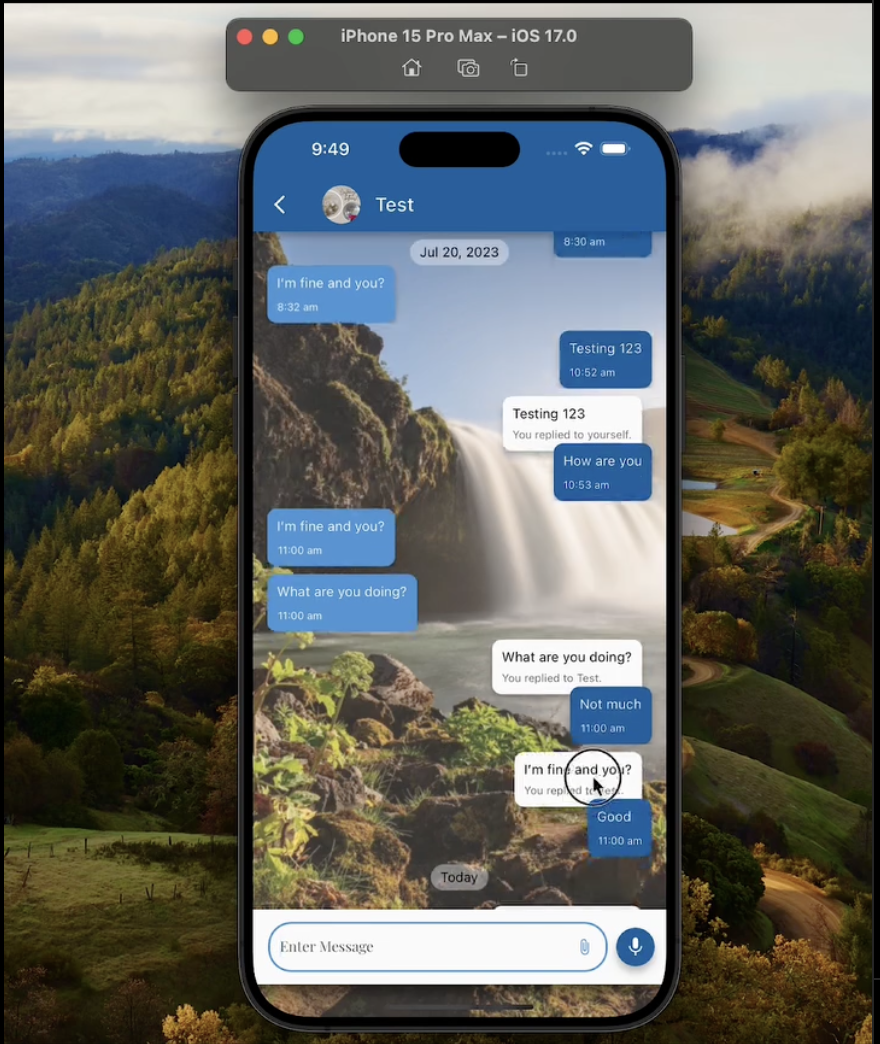 iPhone 15 Pro Max – iOS 17.0
9:49
Test
8:30 am
Jul 20, 2023
I'm fine and you?
8:32 am
Testing 123
10:52 am
Testing 123
You replied to yourself.
How are you
10:53 am
I'm fine and you?
11:00 am
What are you doing?
11:00 am
What are you doing?
You replied to Test.
Not much
11:00 am
I'm fine and you?
You replied to
Good
11:00 am
Today
Enter Message